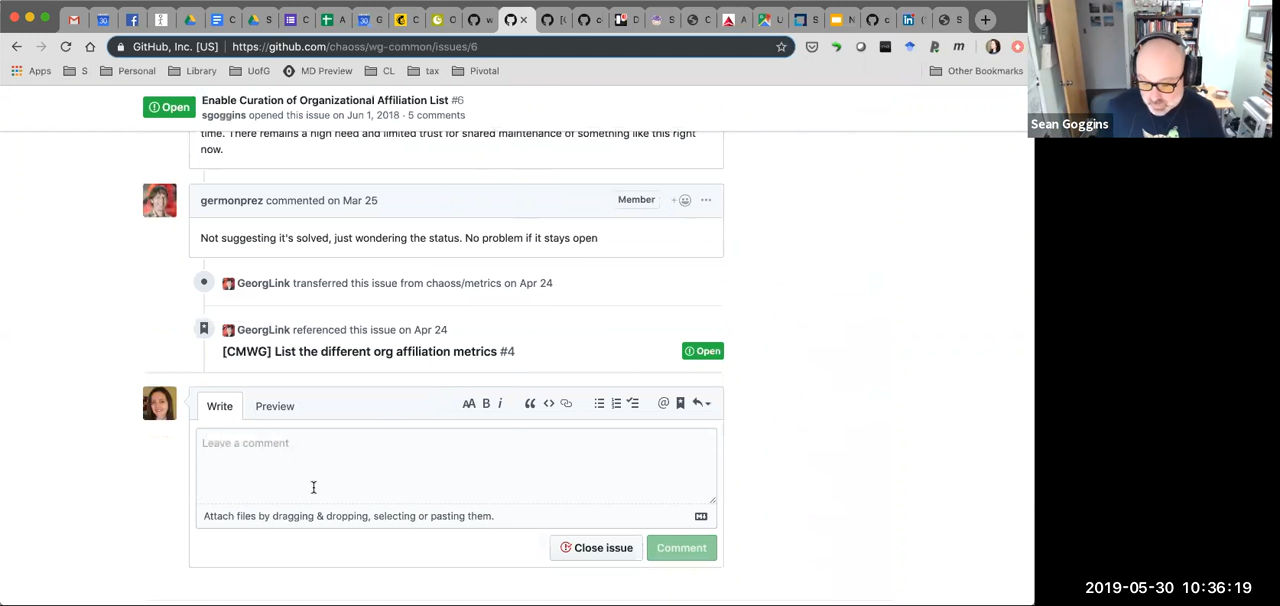 GitHub, Inc. [US] https://github.com/chaoss/wg-common/issues/6
Apps S Personal Library UofG MD Preview CL tax Pivotal Other Bookmarks
Sean Goggins
Open Enable Curation of Organizational Affiliation List #6
sgoggins opened this issue on Jun 1, 2018 · 5 comments
time. There remains a high need and limited trust for shared maintenance of something like this right
now.
germonprez commented on Mar 25 Member
Not suggesting it's solved, just wondering the status. No problem if it stays open
GeorgLink transferred this issue from chaoss/metrics on Apr 24
GeorgLink referenced this issue on Apr 24
[CMWG] List the different org affiliation metrics #4 Open
Write Preview
Leave a comment
Attach files by dragging & dropping, selecting or pasting them.
Close issue Comment
2019-05-30 10:36:19